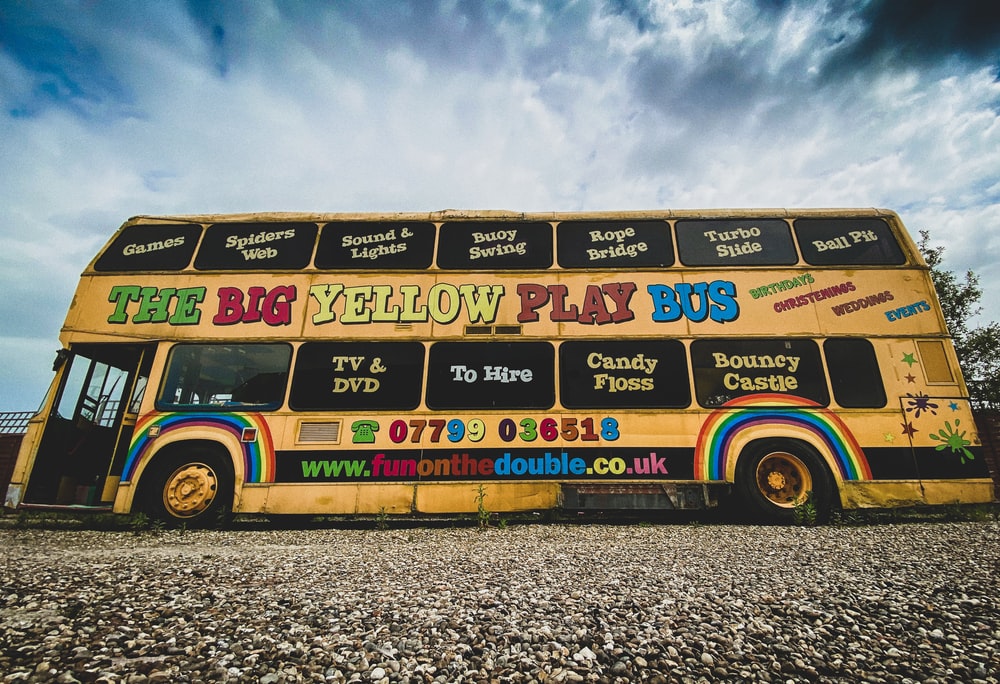 Games
Spiders
Web
Sound &
Lights
Buoy
Swing
Rope
Bridge
Turbo
Slide
Ball Pit
THE BIG YELLOW PLAY BUS
BIRTHDAYS
CHRISTENINGS
WEDDINGS
EVENTS
TV &
DVD
To Hire
Candy
Floss
Bouncy
Castle
07799 036518
www.funonthedouble.co.uk